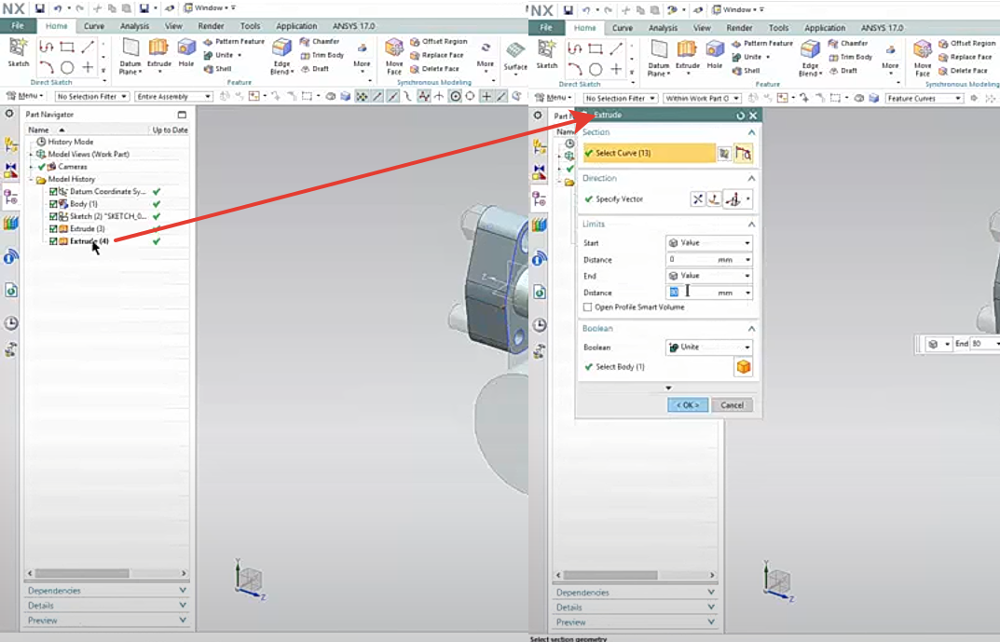 NX Window
File Home Curve Analysis View Render Tools Application ANSYS 17.0
Sketch
Direct Sketch
Datum Plane Extrude Hole
Pattern Feature
Unite
Shell
Edge Blend
Chamfer
Trim Body
Draft
More
Feature
Move Face
Offset Region
Replace Face
Delete Face
More
Synchronous Modeling
Surface
Menu No Selection Filter Entire Assembly
Part Navigator
Name Up to Date
History Mode
Model Views (Work Part)
Cameras
Model History
Datum Coordinate Sy...
Body (1)
Sketch (2) "SKETCH_0...
Extrude (3)
Extrude (4)
Dependencies
Details
Preview
Y
Z
Z
NX Window
File Home Curve Analysis View Render Tools Application ANSYS 17.0
Sketch
Direct Sketch
Datum Plane Extrude Hole
Pattern Feature
Unite
Shell
Edge Blend
Chamfer
Trim Body
Draft
More
Feature
Move Face
Offset Region
Replace Face
Delete Face
Synchronous Modeling
Menu No Selection Filter Within Work Part O Feature Curves
Part N
Name
Extrude
Section
Select Curve (13)
Direction
Specify Vector
Limits
Start Value
Distance 0 mm
End Value
Distance 80 mm
Open Profile Smart Volume
Boolean
Boolean Unite
Select Body (1)
< OK > Cancel
End 80
Dependencies
Details
Preview
Y
Z
Select section geometry